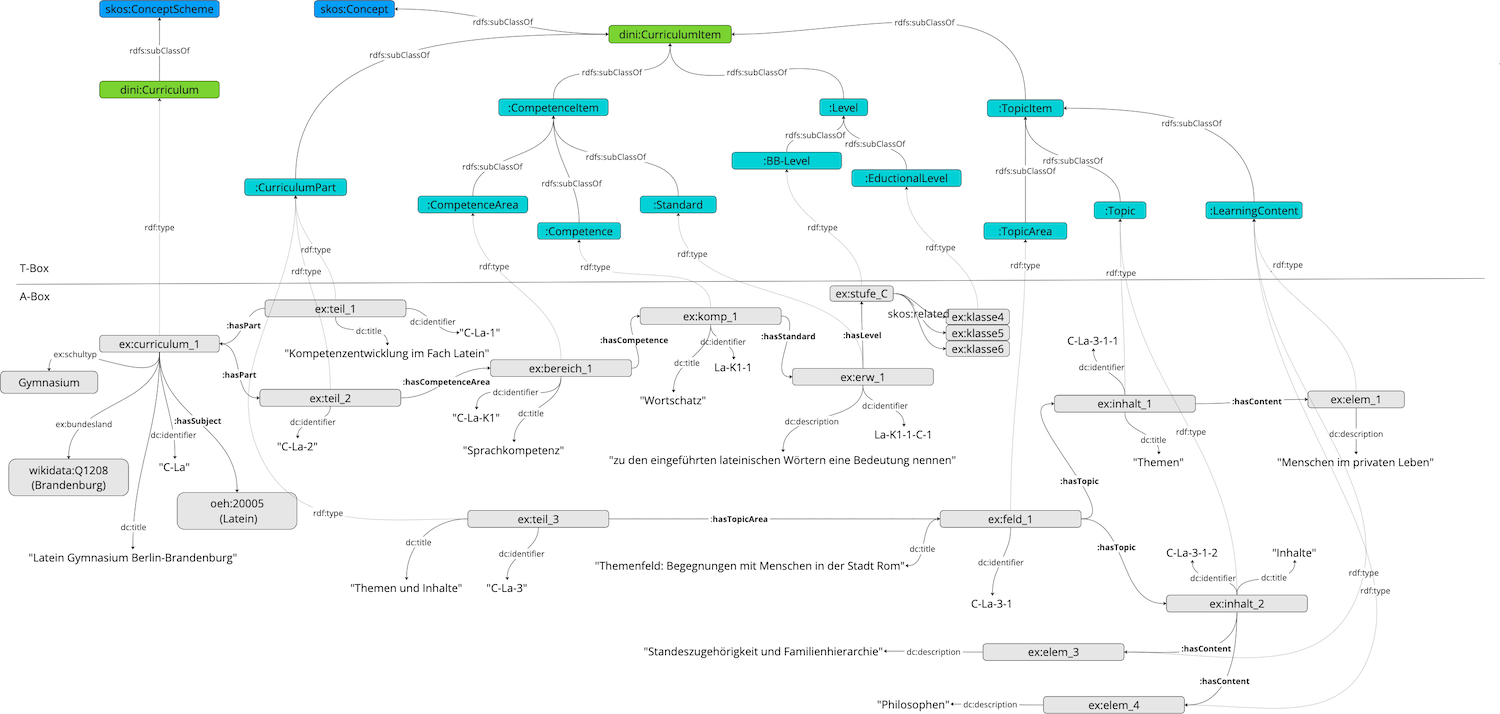 skos:ConceptScheme
skos:Concept
rdfs:subClassOf
rdfs:subClassOf
dini:CurriculumItem
rdfs:subClassOf
rdfs:subClassOf
rdfs:subClassOf
rdfs:subClassOf
rdfs:subClassOf
dini:Curriculum
:CompetenceItem
:Level
:TopicItem
rdfs:subClassOf
rdfs:subClassOf
rdfs:subClassOf
rdfs:subClassOf
:BB-Level
rdfs:subClassOf
rdfs:subClassOf
rdfs:subClassOf
rdfs:subClassOf
:EductionalLevel
rdfs:subClassOf
:CurriculumPart
:CompetenceArea
:Standard
:Topic
:LearningContent
rdf:type
:Competence
rdf:type
:TopicArea
rdf:type
rdf:type
rdf:type
T-Box
rdf:type
rdf:type
rdf:type
rdf:type
rdf:type
rdf:type
A-Box
ex:stufe_C
ex:teil_1
:hasPart
dc:identifier
"C-La-1"
dc:title
ex:komp_1
skos:related
ex:klasse4
ex:klasse5
ex:klasse6
ex:curriculum_1
:hasCompetence
dc:identifier
:hasStandard
:hasLevel
C-La-3-1-1
"Kompetenzentwicklung im Fach Latein"
ex:schultyp
Gymnasium
:hasPart
:hasCompetenceArea
ex:bereich_1
dc:title
La-K1-1
ex:erw_1
dc:identifier
ex:teil_2
dc:identifier
"Wortschatz"
dc:identifier
ex:inhalt_1
:hasContent
ex:elem_1
"C-La-K1"
dc:title
dc:description
dc:identifier
"C-La-2"
ex:bundesland
:hasSubject
dc:identifier
La-K1-1-C-1
rdf:type
dc:title
dc:description
"Sprachkompetenz"
"zu den eingeführten lateinischen Wörtern eine Bedeutung nennen"
"Themen"
"Menschen im privaten Leben"
wikidata:Q1208
(Brandenburg)
"C-La"
:hasTopic
oeh:20005
(Latein)
rdf:type
ex:teil_3
:hasTopicArea
ex:feld_1
dc:title
"Latein Gymnasium Berlin-Brandenburg"
dc:title
dc:identifier
dc:title
:hasTopic
C-La-3-1-2
"Inhalte"
"Themen und Inhalte"
"C-La-3"
"Themenfeld: Begegnungen mit Menschen in der Stadt Rom"
dc:identifier
dc:identifier
dc:title
rdf:type
rdf:type
C-La-3-1
ex:inhalt_2
"Standeszugehörigkeit und Familienhierarchie"
dc:description
ex:elem_3
:hasContent
:hasContent
"Philosophen"
dc:description
ex:elem_4